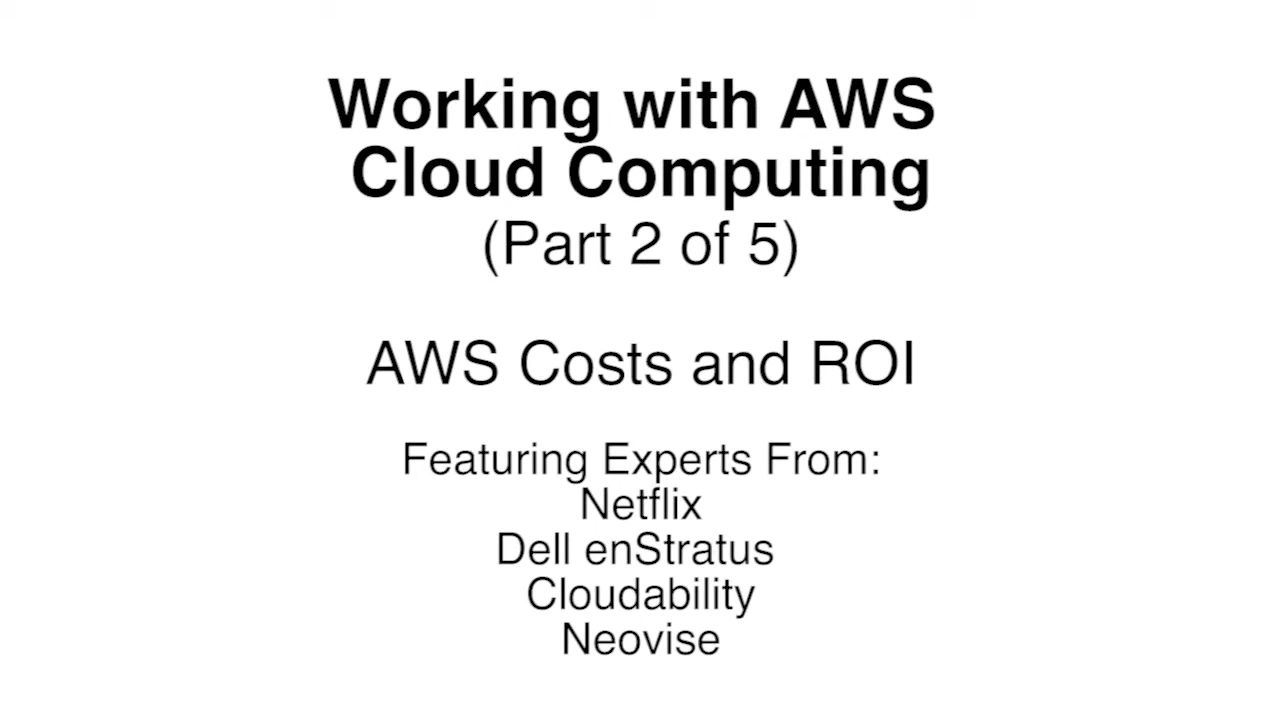 Working with AWS
Cloud Computing
(Part 2 of 5)
AWS Costs and ROI
Featuring Experts From:
Netflix
Dell enStratus
Cloudability
Neovise